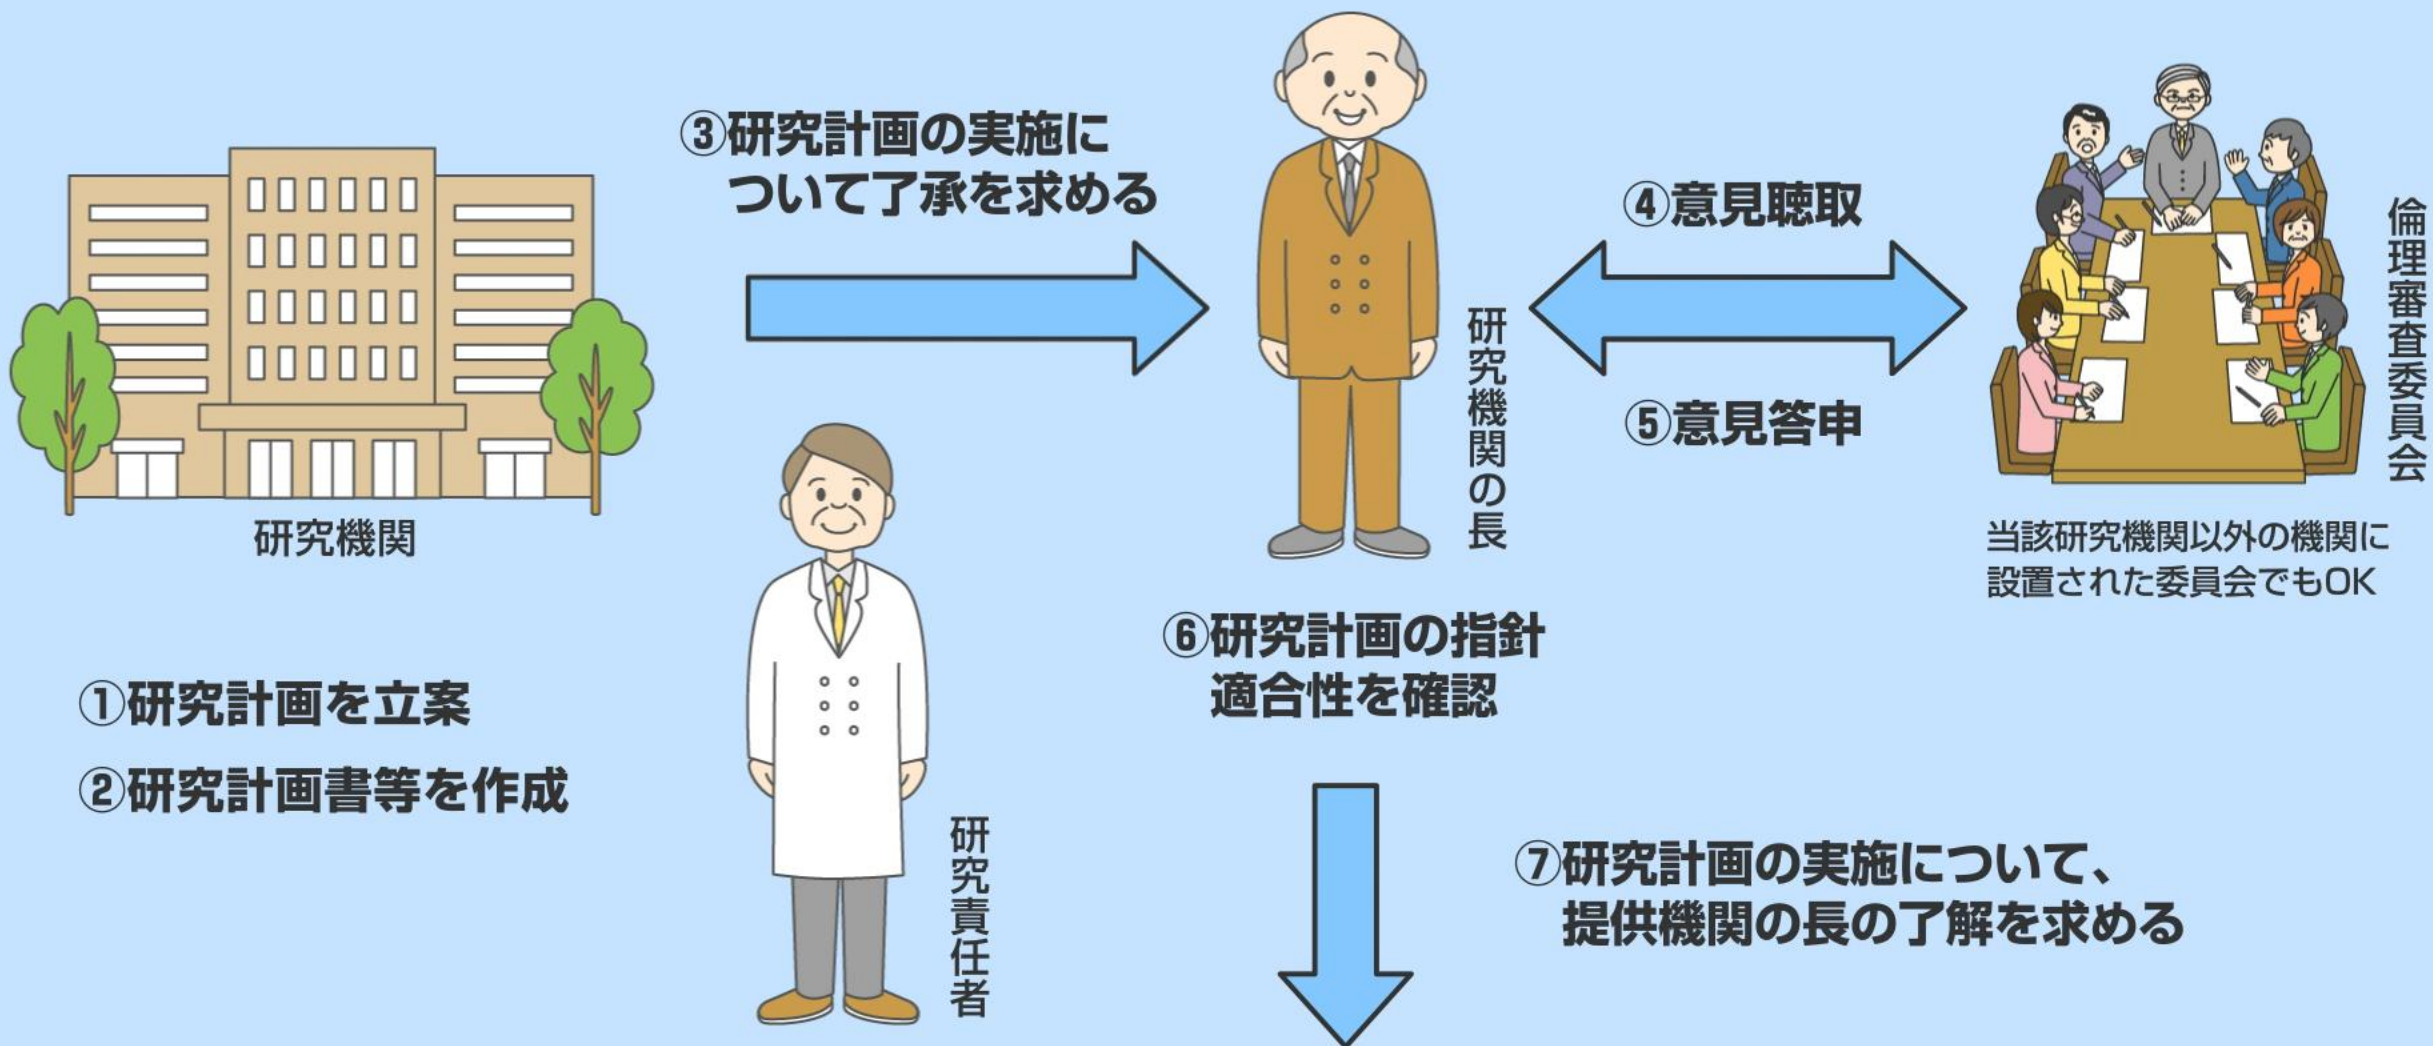 研究機関
①研究計画を立案
②研究計画書等を作成
研究責任者
③研究計画の実施に
ついて了承を求める
研究機関の長
④意見聴取
⑤意見答申
倫理審査委員会
当該研究機関以外の機関に
設置された委員会でもOK
⑥研究計画の指針
適合性を確認
⑦研究計画の実施について、
提供機関の長の了解を求める